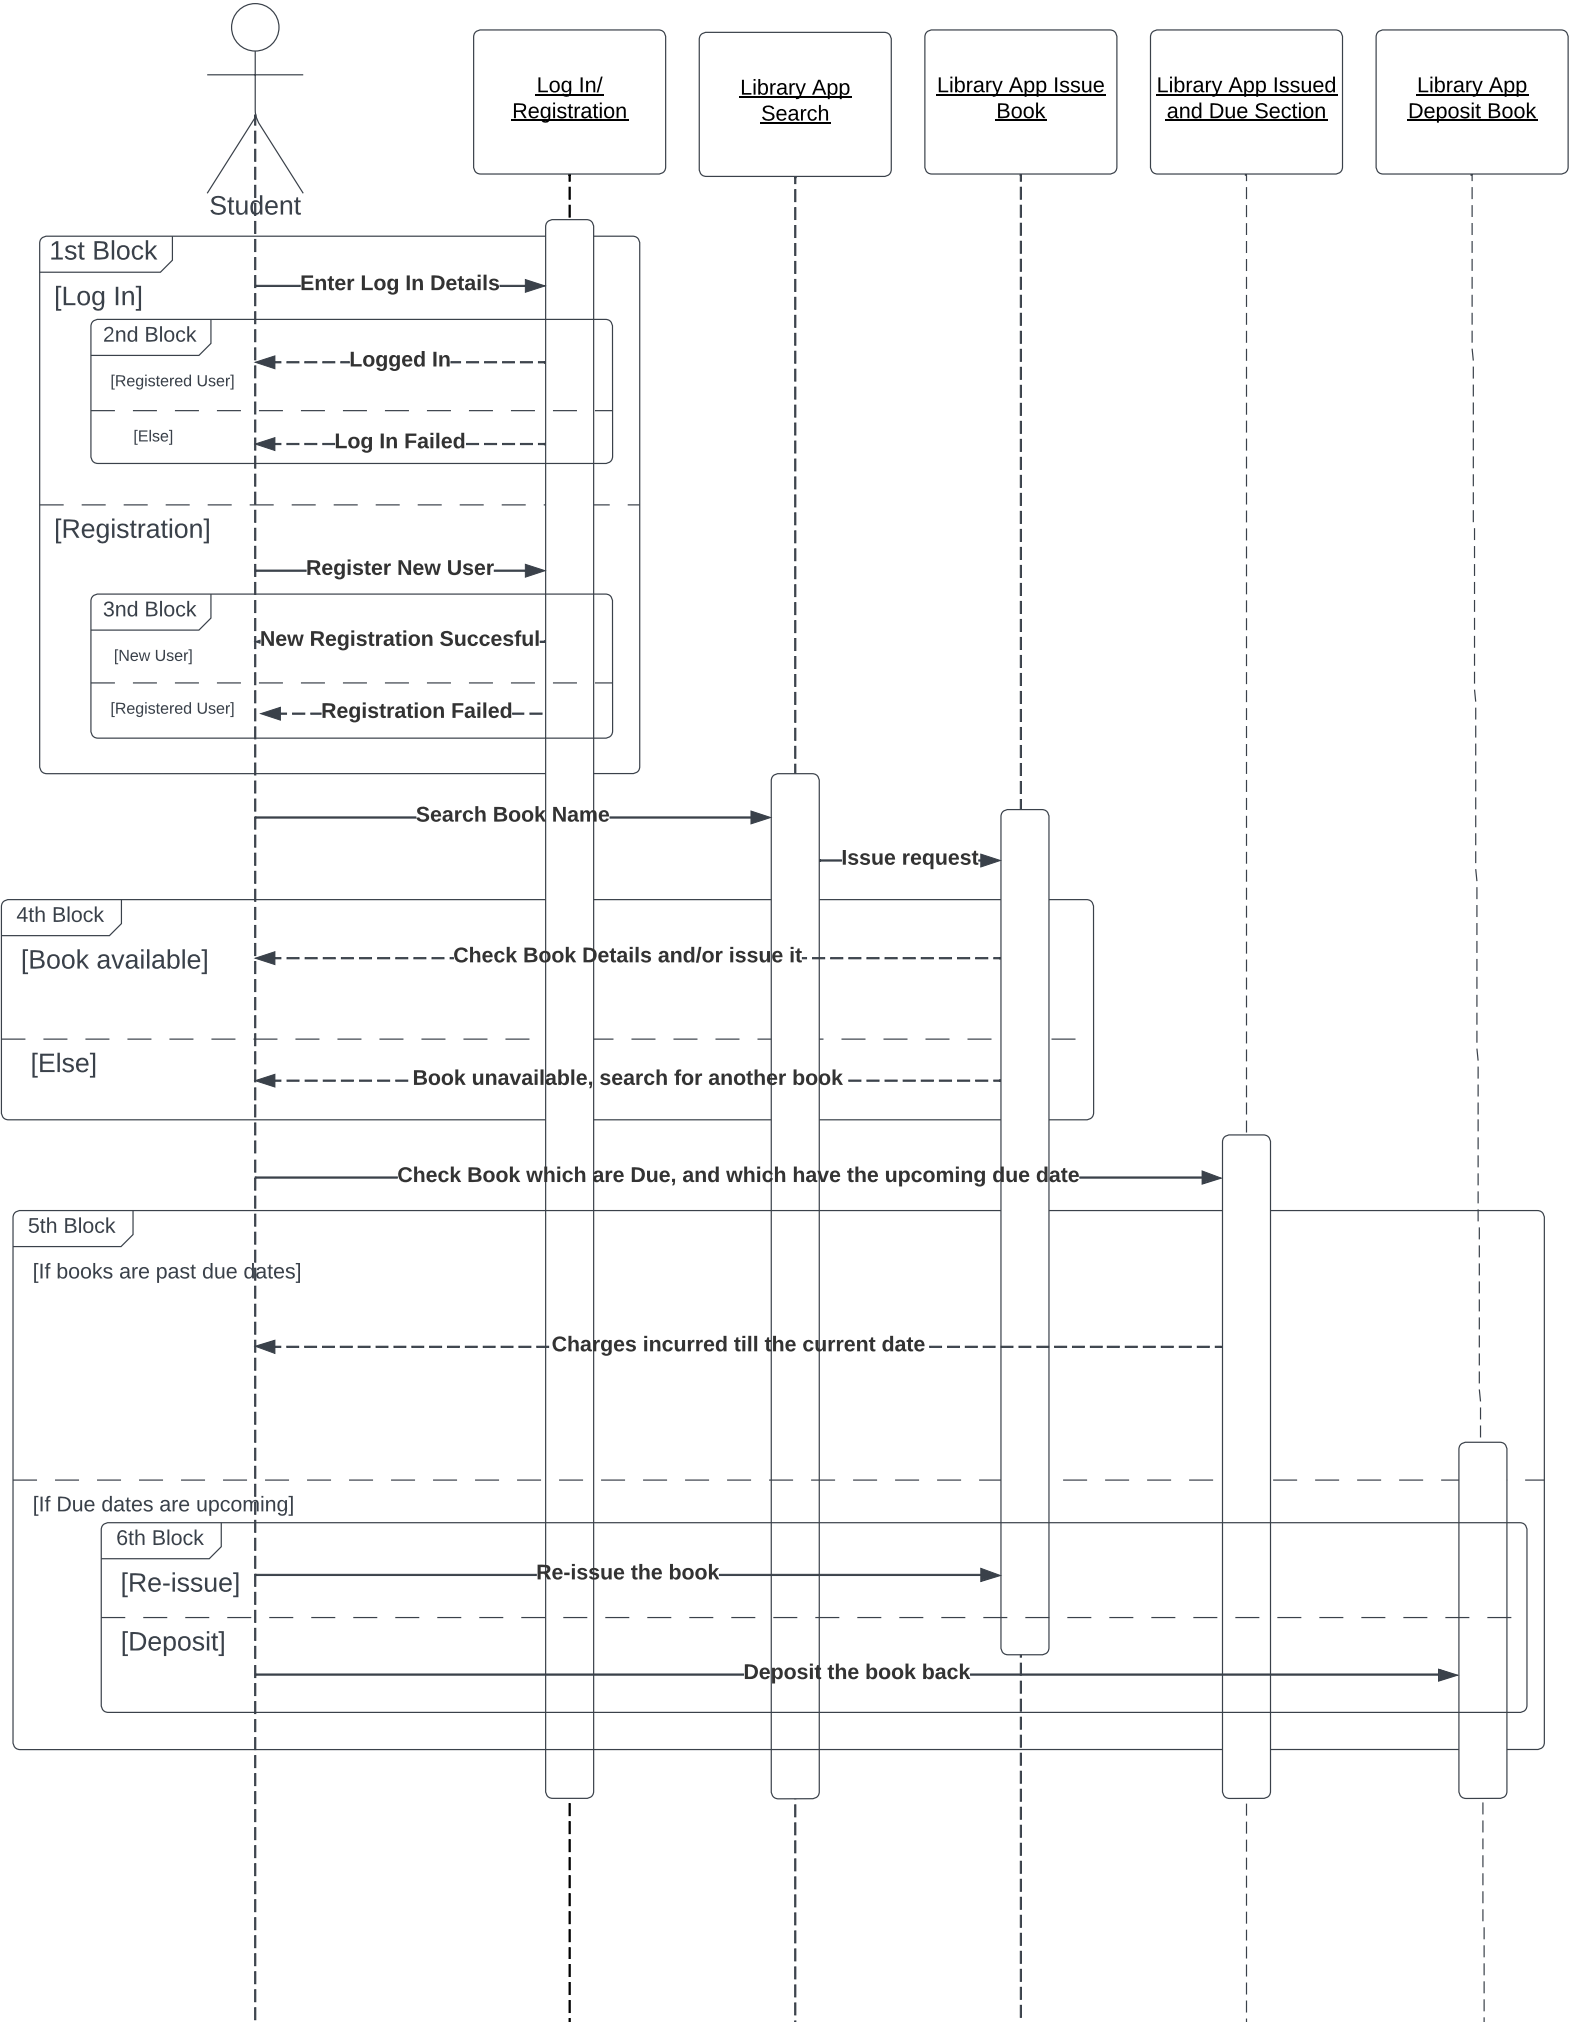 Log In/
Registration
Library App
Search
Library App Issue
Book
Library App Issued
and Due Section
Library App
Deposit Book
Student
1st Block
Enter Log In Details
[Log In]
2nd Block
Logged In
[Registered User]
[Else]
Log In Failed
[Registration]
Register New User
3nd Block
New Registration Succesful
[New User]
[Registered User]
Registration Failed
Search Book Name
Issue request
4th Block
[Book available]
Check Book Details and/or issue it
[Else]
Book unavailable, search for another book
Check Book which are Due, and which have the upcoming due date
5th Block
[If books are past due dates]
Charges incurred till the current date
[If Due dates are upcoming]
6th Block
Re-issue the book
[Re-issue]
[Deposit]
Deposit the book back